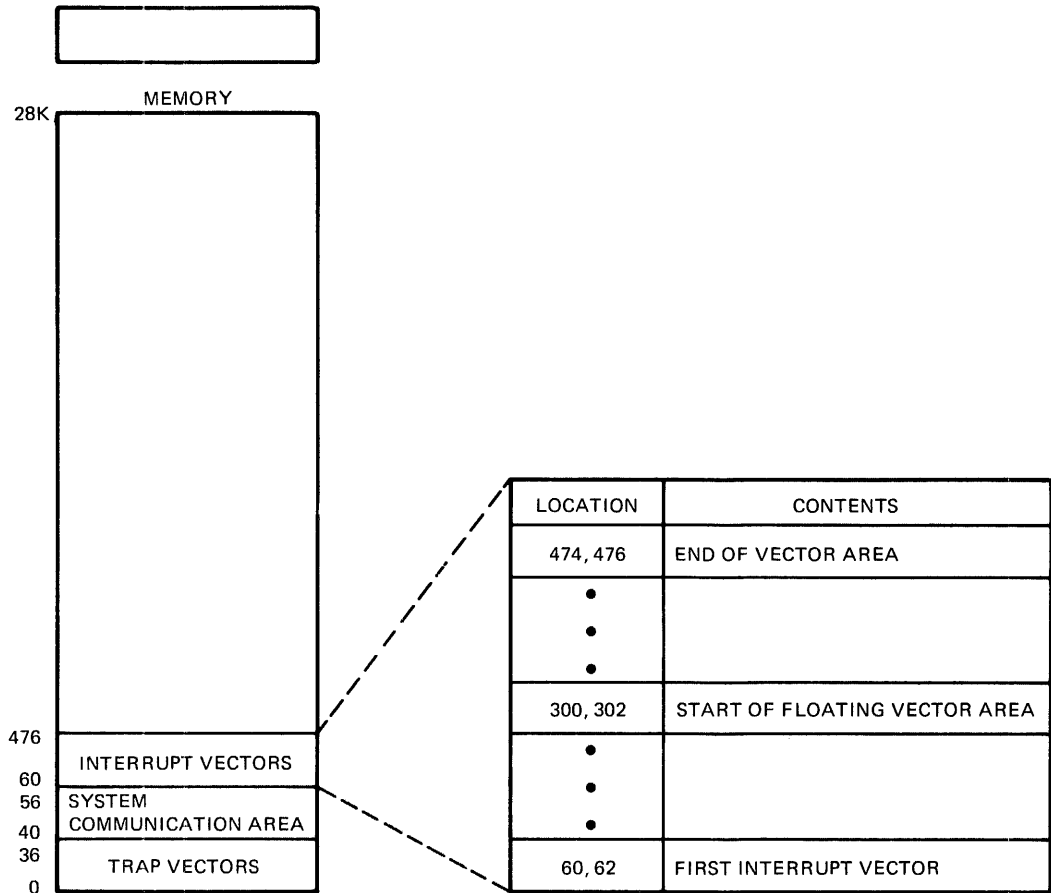 MEMORY
28K
476
INTERRUPT VECTORS
60
56
SYSTEM
COMMUNICATION AREA
40
36
TRAP VECTORS
0
LOCATION CONTENTS
474, 476 END OF VECTOR AREA
300, 302 START OF FLOATING VECTOR AREA
60, 62 FIRST INTERRUPT VECTOR